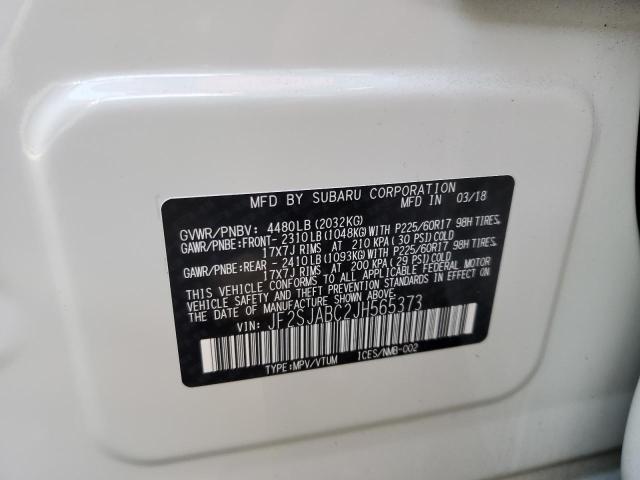 MFD BY SUBARU CORPORATION MFD IN 03/18
GVWR/PNBV: 4480LB (2032KG)
GAWR/PNBE:FRONT- 2310LB (1048KG)WITH P225/60R17 98H TIRES,
17X7J RIMS AT 210 KPA (30 PSI)COLD
GAWR/PNBE:REAR - 2410LB (1093KG)WITH P225/60R17 98H TIRES,
17X7J RIMS AT 200 KPA (29 PSI)COLD
THIS VEHICLE CONFORMS TO ALL APPLICABLE FEDERAL MOTOR
VEHICLE SAFETY AND THEFT PREVENTION STANDARDS IN EFFECT ON
THE DATE OF MANUFACTURE SHOWN ABOVE.
VIN: JF2SJABC2JH565373
TYPE:MPV/VTUM ICES/NMB-002